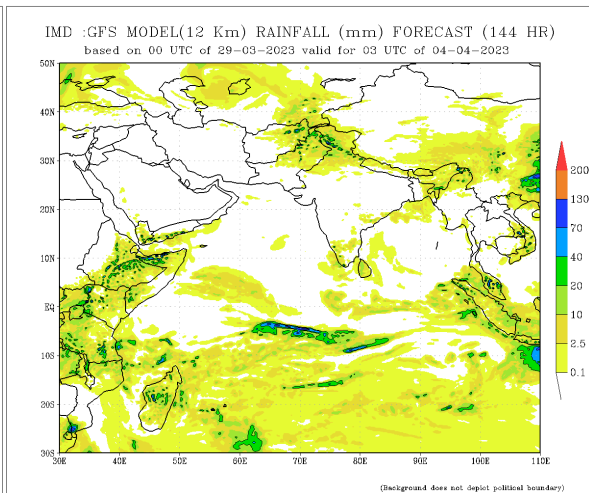 IMD :GFS MODEL(12 Km) RAINFALL (mm) FORECAST (144 HR)
based on 00 UTC of 29-03-2023 valid for 03 UTC of 04-04-2023
50N
40N
30N
20N
10N
EQ
10S
20S
30S
30E 40E 50E 60E 70E 80E 90E 100E 110E
200
130
70
40
20
10
2.5
0.1
(Background does not depict political boundary)